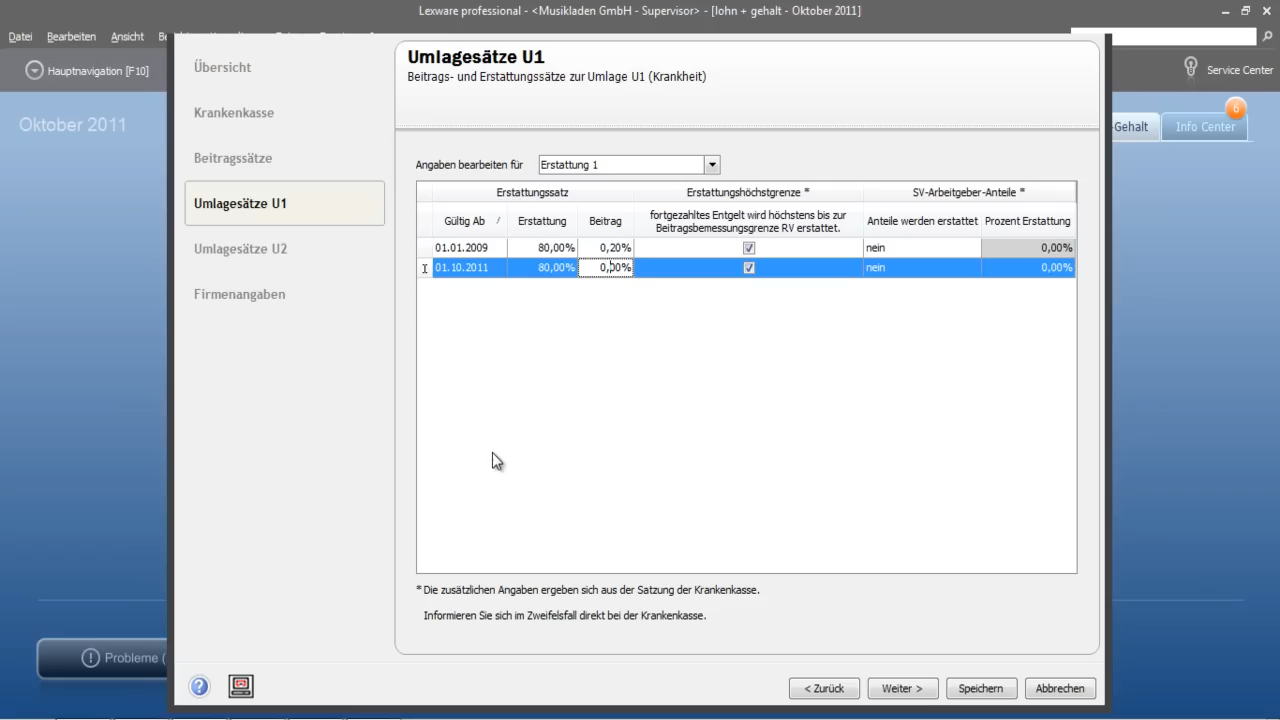 Lexware professional - <Musikladen GmbH - Supervisor> - [lohn + gehalt - Oktober 2011]
Datei Bearbeiten Ansicht
Hauptnavigation [F10]
Service Center
Oktober 2011
Gehalt
Info Center
6
Übersicht
Krankenkasse
Beitragssätze
Umlagesätze U1
Umlagesätze U2
Firmenangaben
Umlagesätze U1
Beitrags- und Erstattungssätze zur Umlage U1 (Krankheit)
Angaben bearbeiten für Erstattung 1
Erstattungssatz Erstattungshöchstgrenze * SV-Arbeitgeber-Anteile *
Gültig Ab Erstattung Beitrag fortgezahltes Entgelt wird höchstens bis zur Beitragsbemessungsgrenze RV erstattet. Anteile werden erstattet Prozent Erstattung
01.01.2009 80,00% 0,20% nein 0,00%
01.10.2011 80,00% 0,00% nein 0,00%
* Die zusätzlichen Angaben ergeben sich aus der Satzung der Krankenkasse.
Informieren Sie sich im Zweifelsfall direkt bei der Krankenkasse.
Probleme (
< Zurück Weiter > Speichern Abbrechen